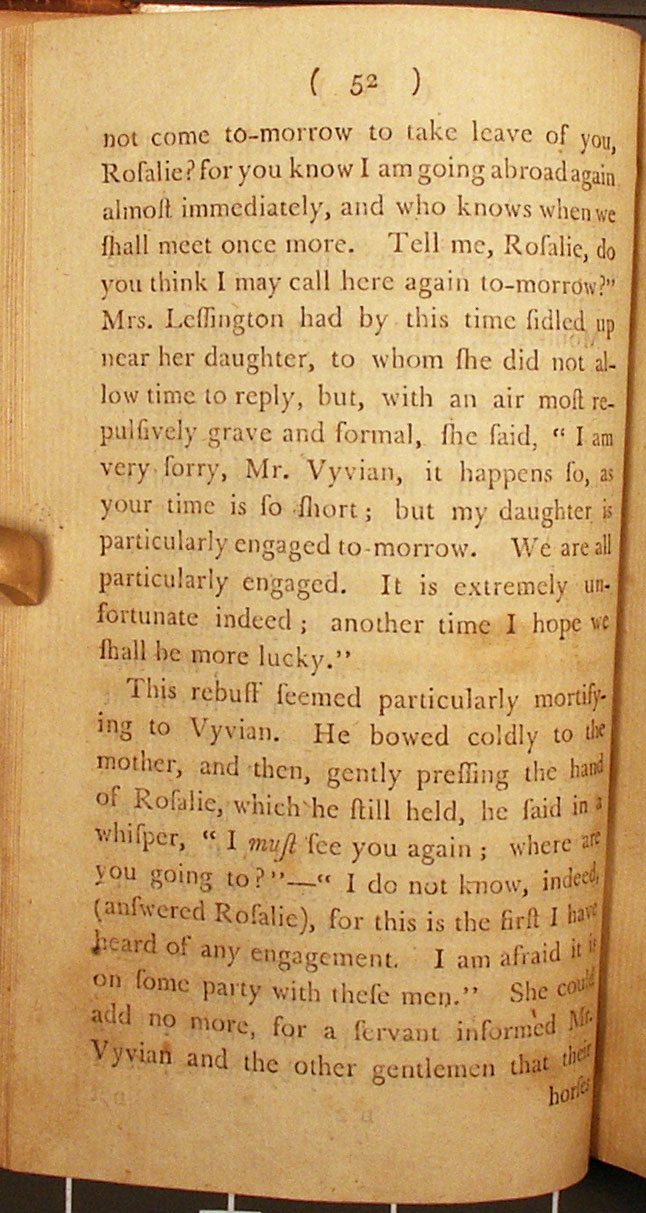 ( 52 )
not come to-morrow to take leave of you,
Roſalie? for you know I am going abroad again
almoſt immediately, and who knows when we
ſhall meet once more. Tell me, Roſalie, do
you think I may call here again to-morrow?"
Mrs. Leſſington had by this time ſidled up
near her daughter, to whom ſhe did not al-
low time to reply, but, with an air moſt re-
pulſively grave and formal, ſhe ſaid, “ I am
very ſorry, Mr. Vyvian, it happens ſo, as
your time is ſo ſhort ; but my daughter is
particularly engaged to-morrow. We are all
particularly engaged. It is extremely un-
fortunate indeed ; another time I hope we
ſhall be more lucky.”
This rebuff ſeemed particularly mortify-
ing to Vyvian. He bowed coldly to the
mother, and then, gently preſſing the hand
of Roſalie, which he ſtill held, he ſaid in a
whiſper, “ I muſt ſee you again ; where are
you going to?”—“ I do not know, indeed,
(anſwered Roſalie), for this is the firſt I have
heard of any engagement. I am afraid it is
on ſome party with theſe men.” She could
add no more, for a ſervant inform'd Mr.
Vyvian and the other gentlemen that their
horſes